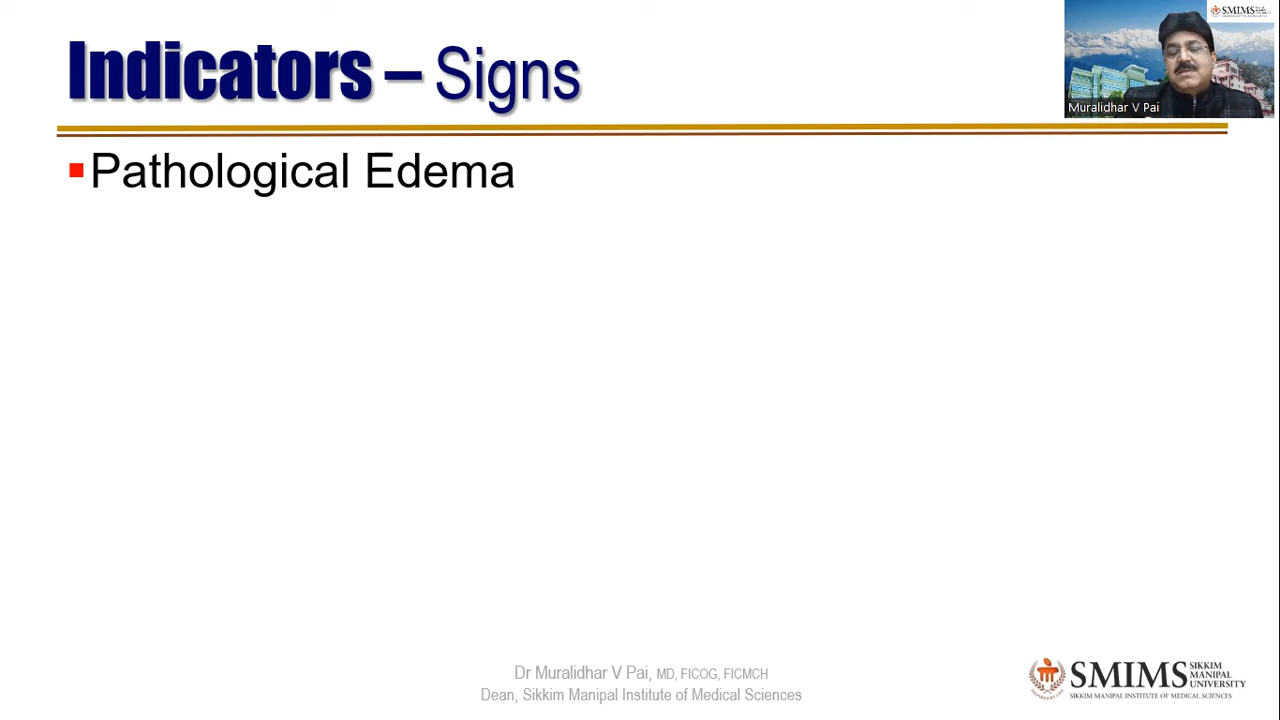 Indicators – Signs
SMIMS
Muralidhar V Pai
Pathological Edema
Dr Muralidhar V Pai, MD, FICOG, FICMCH
Dean, Sikkim Manipal Institute of Medical Sciences
SMIMS
SIKKIM
MANIPAL
UNIVERSITY
SIKKIM MANIPAL INSTITUTE OF MEDICAL SCIENCES